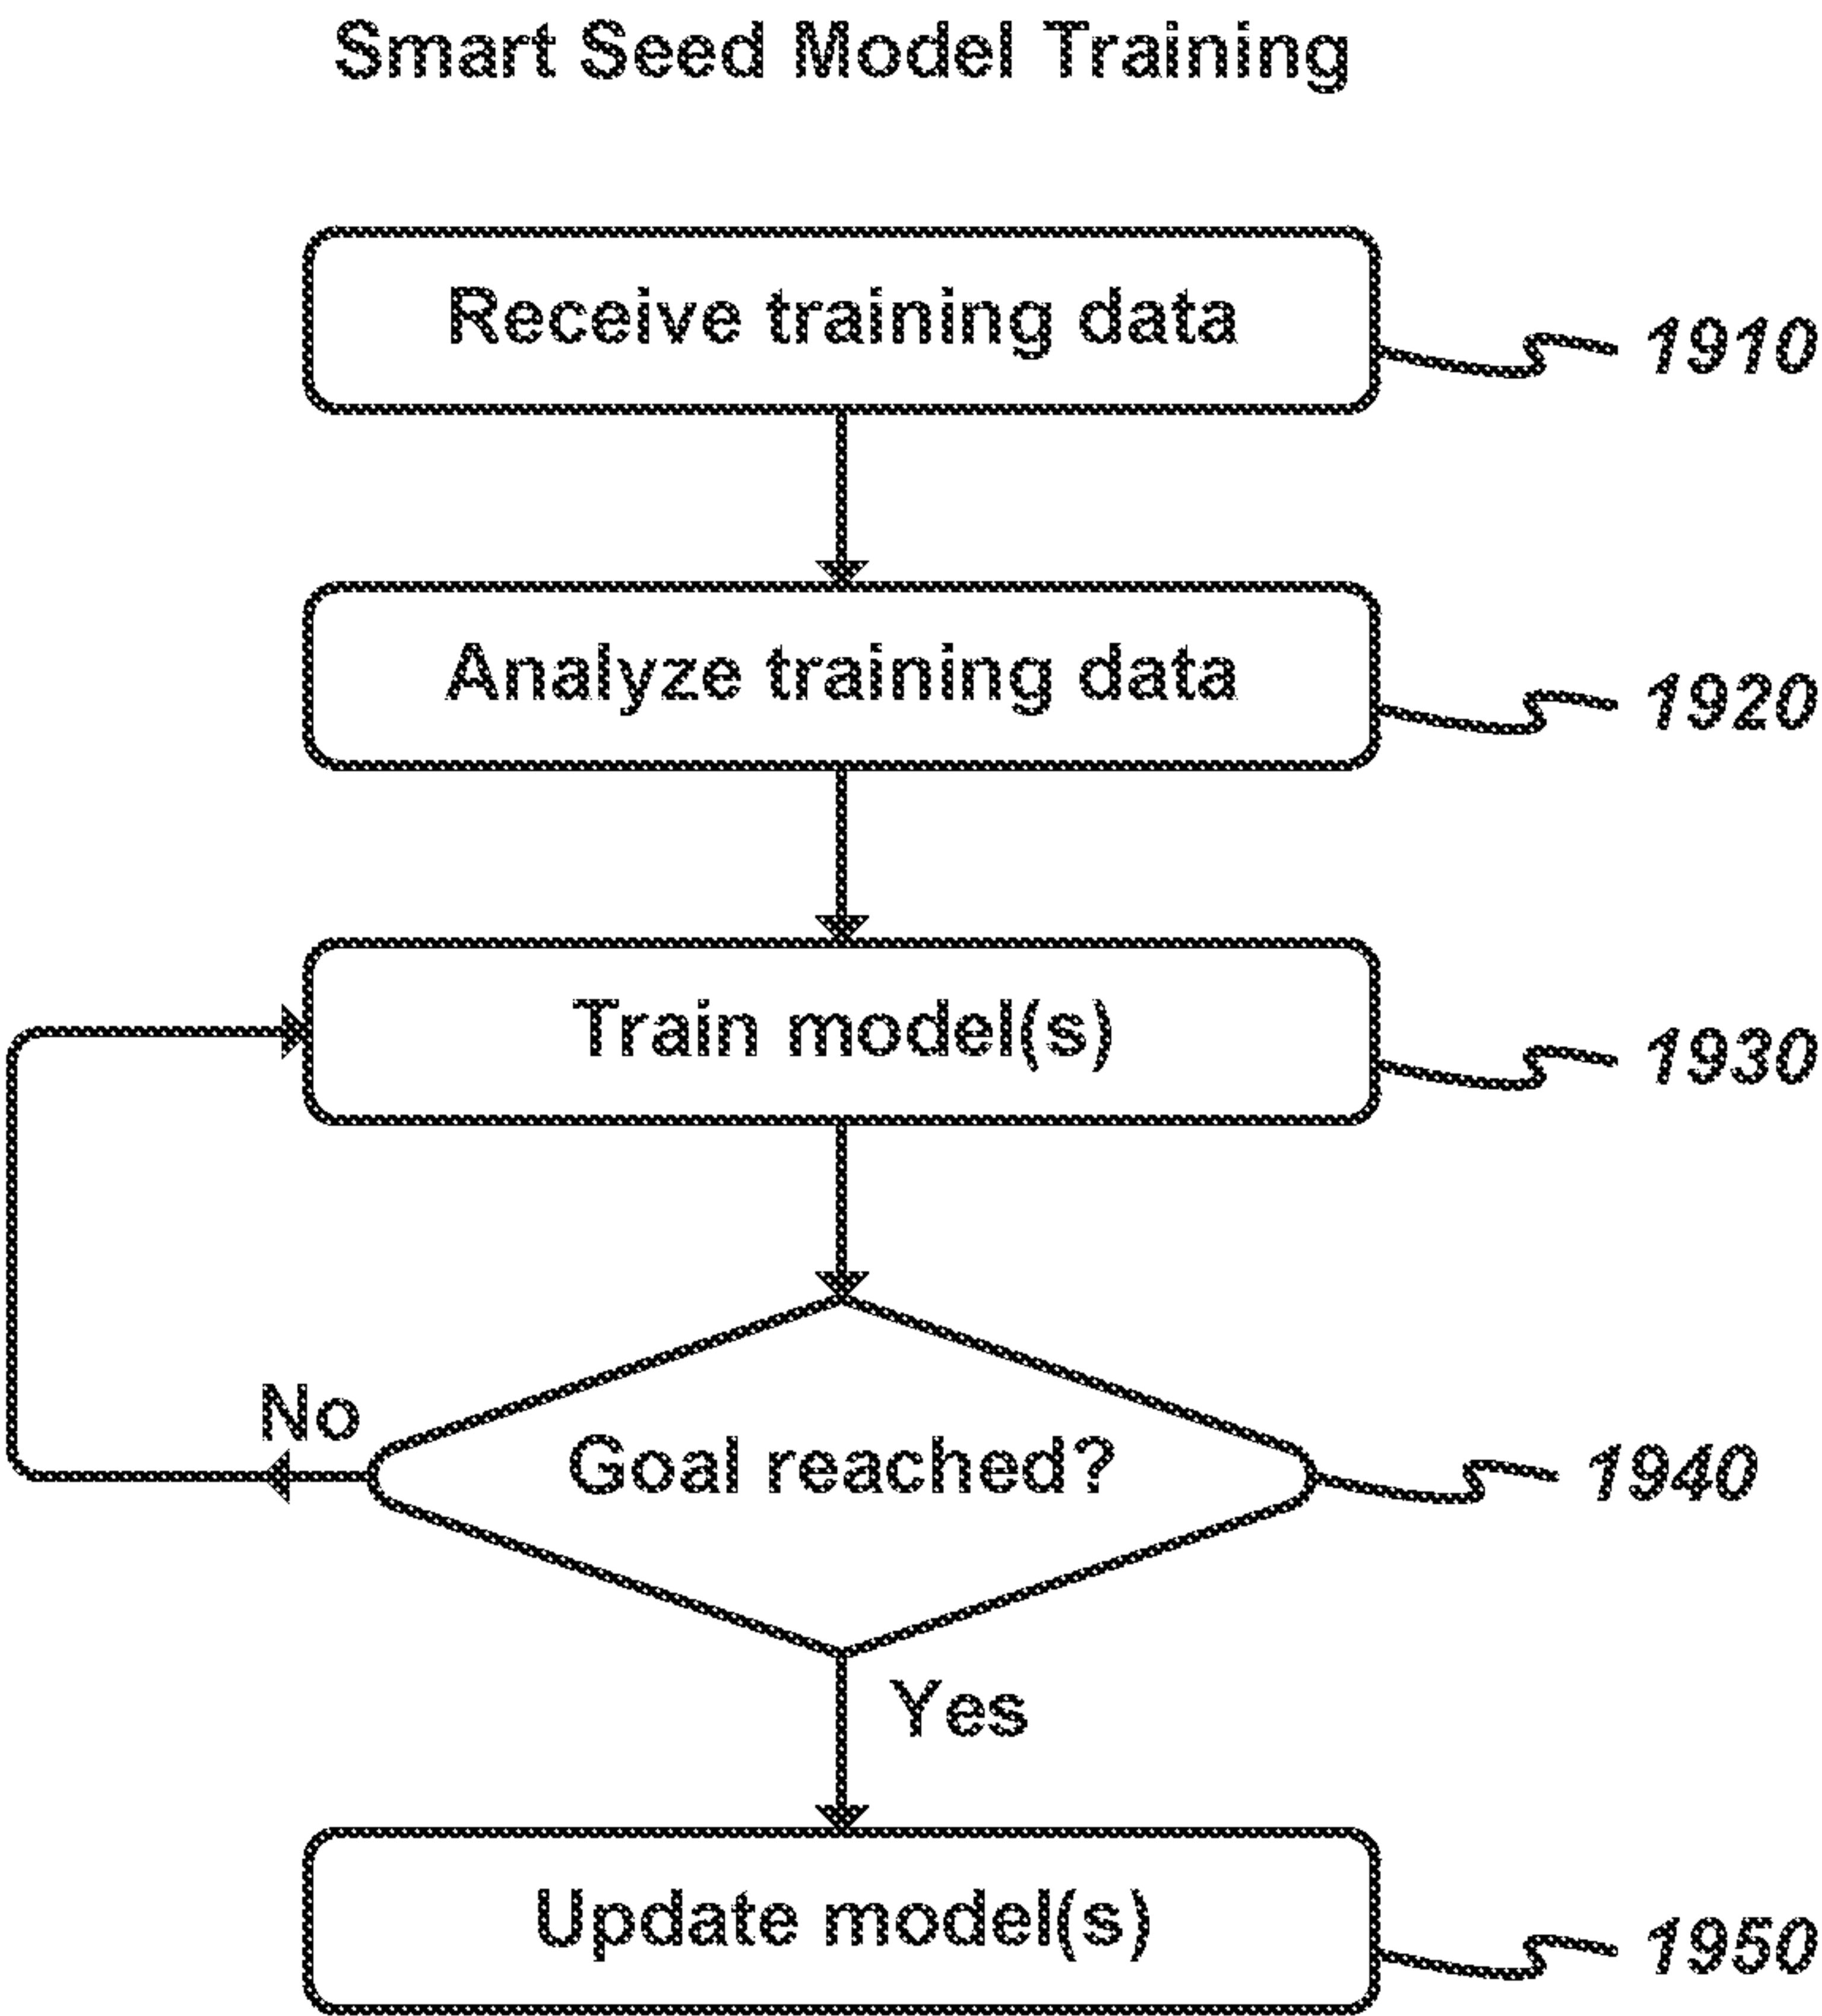 Smart Seed Model Training
Receive training data
1910
Analyze training data
1920
Train model(s)
1930
No
Goal reached?
1940
Yes
Update model(s)
1950